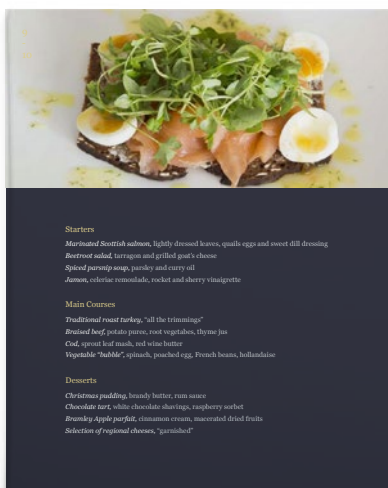 Starters
Marinated Scottish salmon, lightly dressed leaves, quails eggs and sweet dill dressing
Beetroot salad, tarragon and grilled goat's cheese
Spiced parsnip soup, parsley and curry oil
Jamon, celeriac remoulade, rocket and sherry vinaigrette
Main Courses
Traditional roast turkey, "all the trimmings"
Braised beef, potato puree, root vegetabes, thyme jus
Cod, sprout leaf mash, red wine butter
Vegetable "bubble", spinach, poached egg, French beans, hollandaise
Desserts
Christmas pudding, brandy butter, rum sauce
Chocolate tart, white chocolate shavings, raspberry sorbet
Bramley Apple parfait, cinnamon cream, macerated dried fruits
Selection of regional cheeses, "garnished"